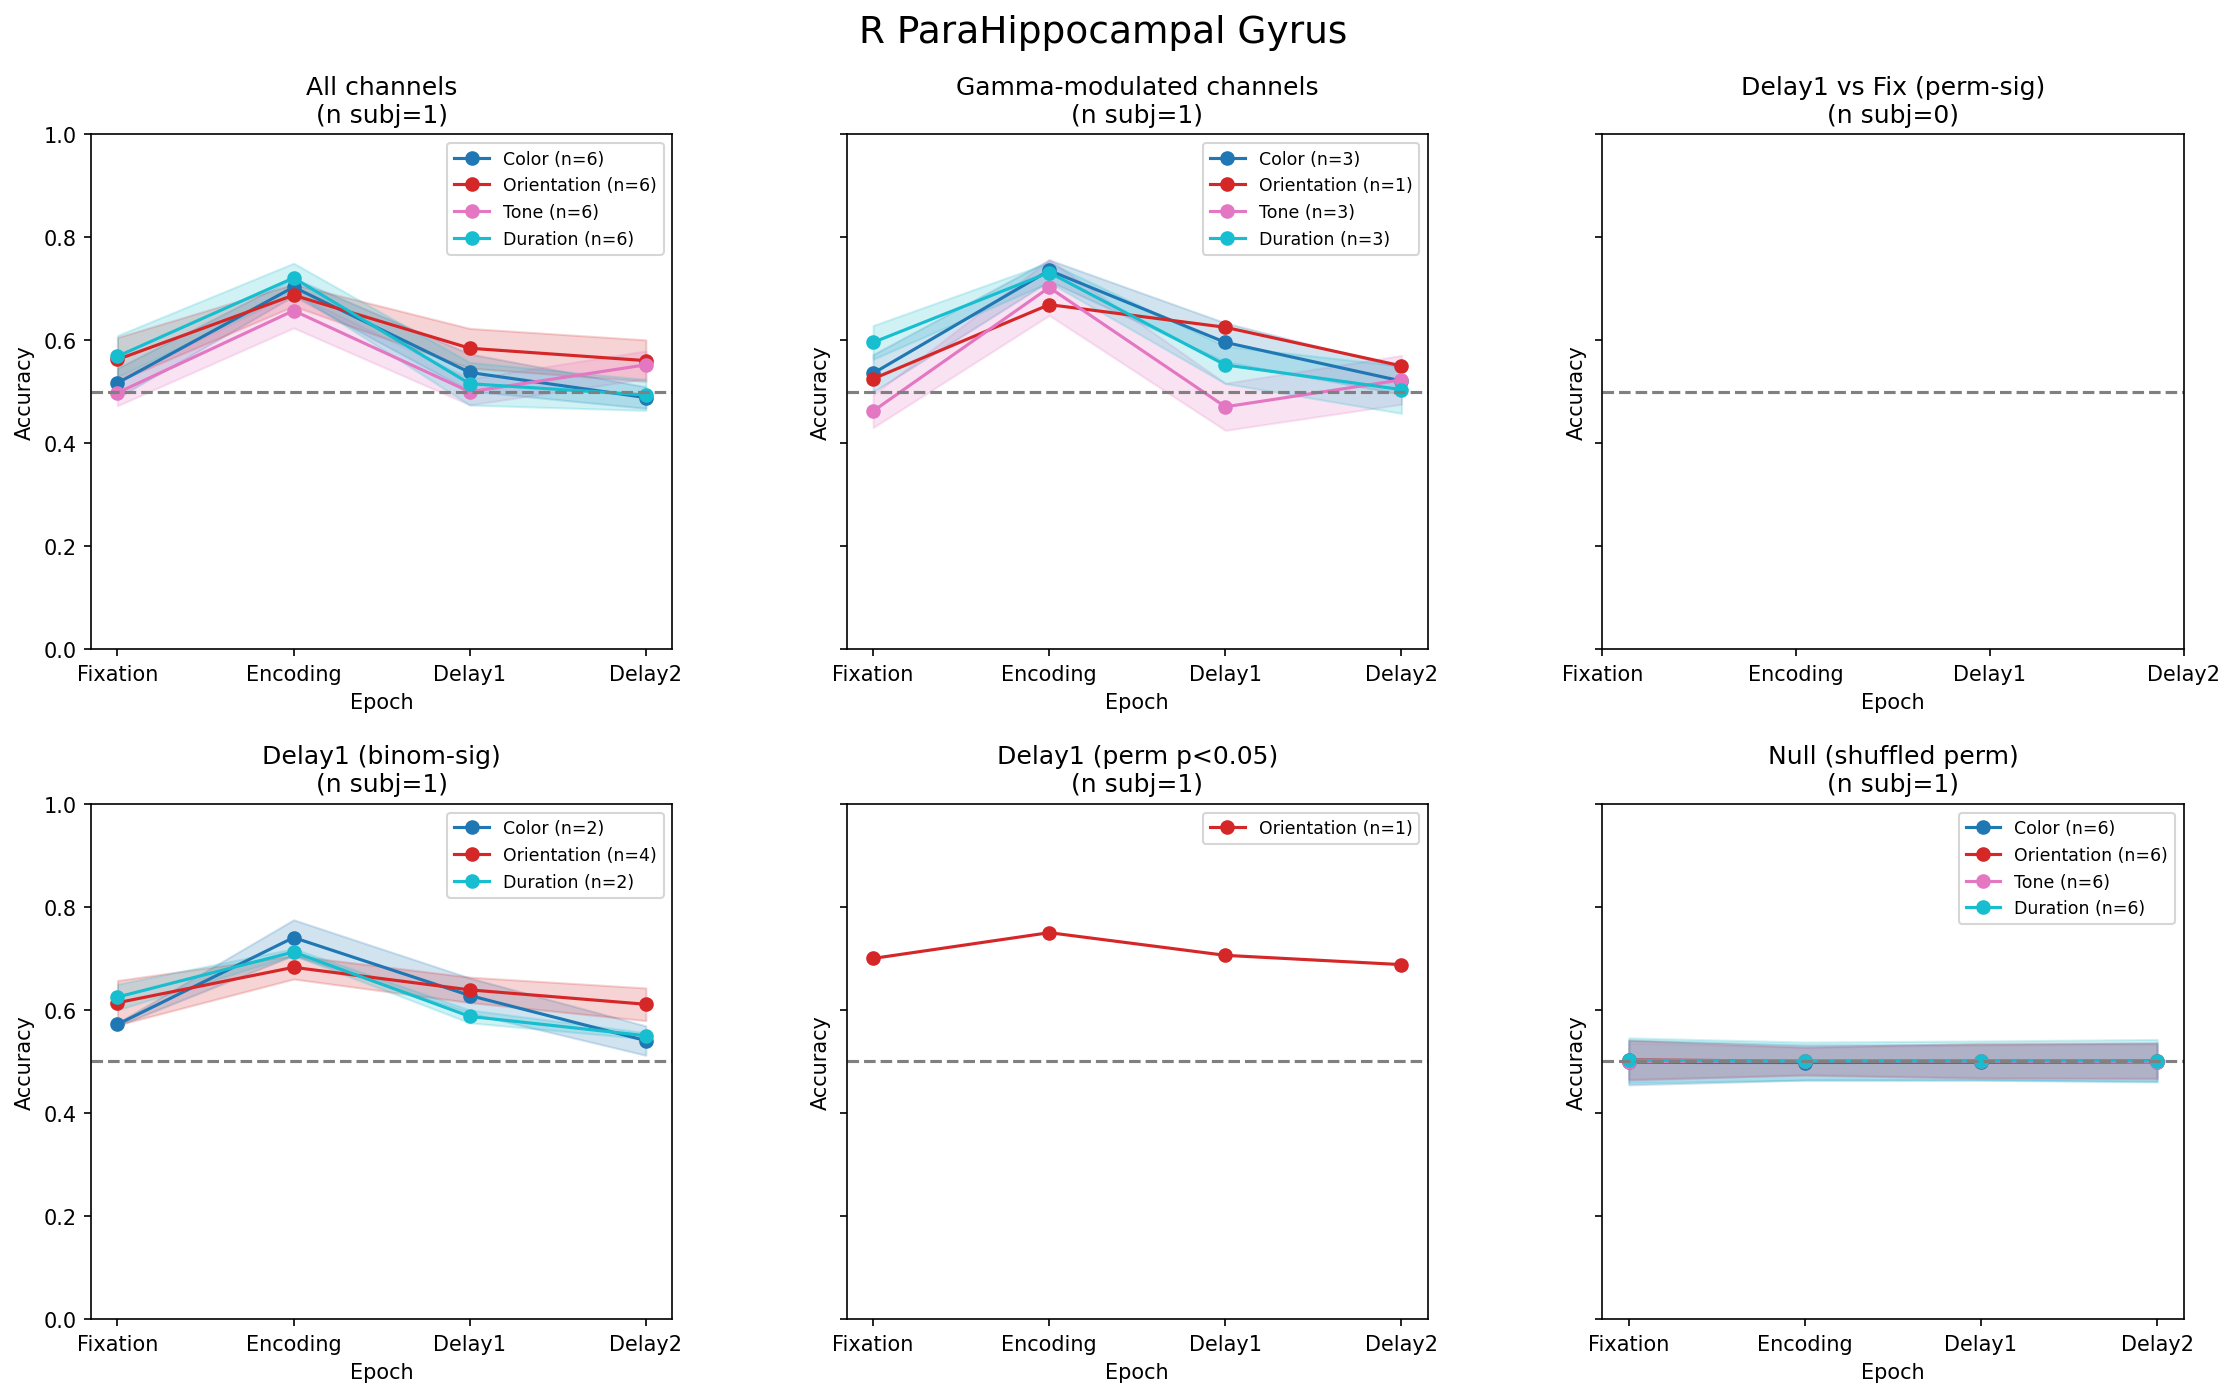 R ParaHippocampal Gyrus
All channels
(n subj=1)
Accuracy
1.0
0.8
0.6
0.4
0.2
0.0
Color (n=6)
Orientation (n=6)
Tone (n=6)
Duration (n=6)
Fixation Encoding Delay1 Delay2
Epoch
Gamma-modulated channels
(n subj=1)
Accuracy
Color (n=3)
Orientation (n=1)
Tone (n=3)
Duration (n=3)
Fixation Encoding Delay1 Delay2
Epoch
Delay1 vs Fix (perm-sig)
(n subj=0)
Accuracy
Fixation Encoding Delay1 Delay2
Epoch
Delay1 (binom-sig)
(n subj=1)
Accuracy
1.0
0.8
0.6
0.4
0.2
0.0
Color (n=2)
Orientation (n=4)
Duration (n=2)
Fixation Encoding Delay1 Delay2
Epoch
Delay1 (perm p<0.05)
(n subj=1)
Accuracy
Orientation (n=1)
Fixation Encoding Delay1 Delay2
Epoch
Null (shuffled perm)
(n subj=1)
Accuracy
Color (n=6)
Orientation (n=6)
Tone (n=6)
Duration (n=6)
Fixation Encoding Delay1 Delay2
Epoch